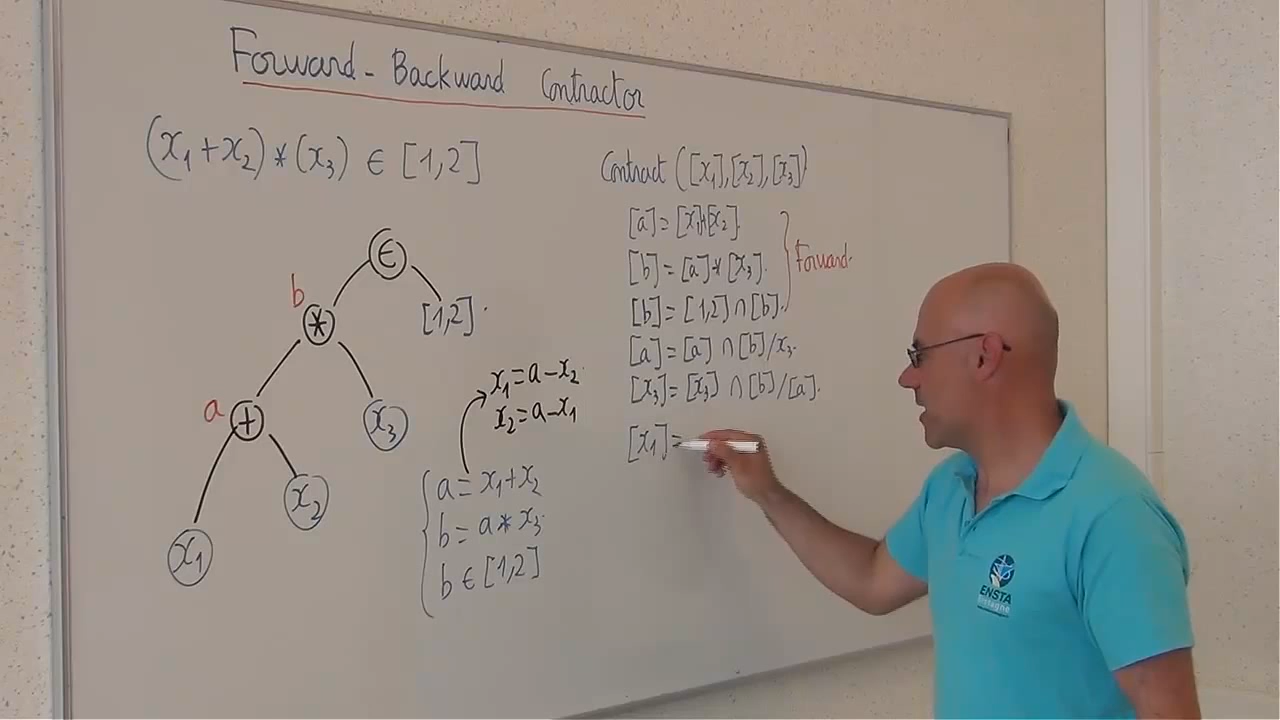 Forward - Backward Contractor
(x₁+x₂)*(x₃) ∈ [1,2]
∈
b
*
[1,2].
a
+
x₃
x₂
x₁
x₁=a-x₂
x₂=a-x₁
a = x₁+x₂
b = a * x₃
b ∈ [1,2]
Contract ([x₁],[x₂],[x₃])
[a] = [x₁]+[x₂].
[b] = [a]*[x₃].
[b] = [1,2] ∩ [b].
Forward.
[a] = [a] ∩ [b]/x₃.
[x₃] = [x₃] ∩ [b]/[a].
[x₁] =
ENSTA
Bretagne